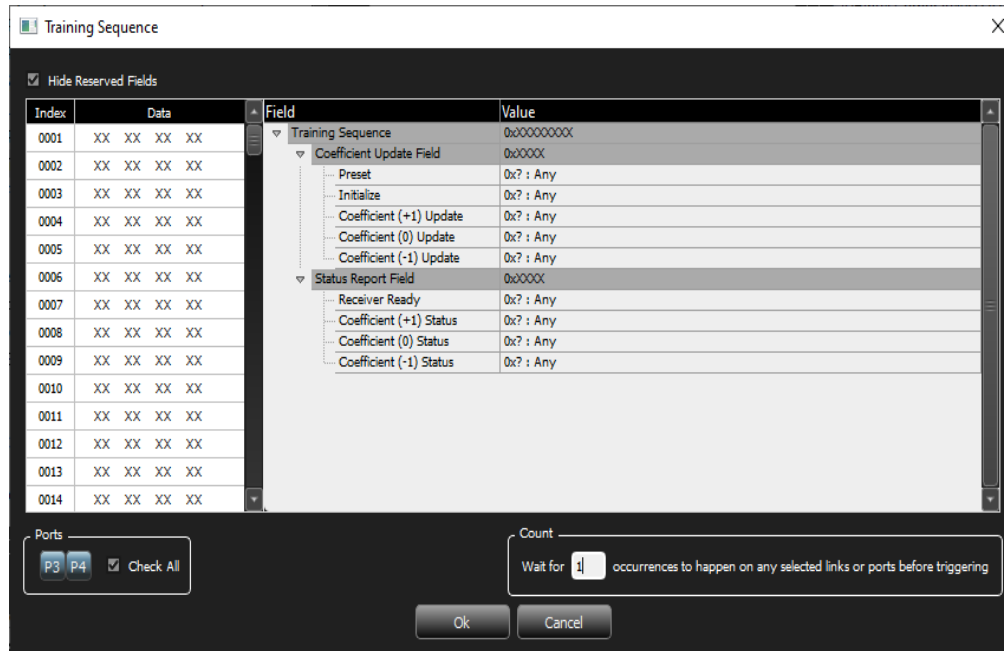 Training Sequence
Hide Reserved Fields
Index Data
0001 XX XX XX XX
0002 XX XX XX XX
0003 XX XX XX XX
0004 XX XX XX XX
0005 XX XX XX XX
0006 XX XX XX XX
0007 XX XX XX XX
0008 XX XX XX XX
0009 XX XX XX XX
0010 XX XX XX XX
0011 XX XX XX XX
0012 XX XX XX XX
0013 XX XX XX XX
0014 XX XX XX XX
Field Value
Training Sequence 0xXXXXXXXX
Coefficient Update Field 0xXXXX
Preset 0x? : Any
Initialize 0x? : Any
Coefficient (+1) Update 0x? : Any
Coefficient (0) Update 0x? : Any
Coefficient (-1) Update 0x? : Any
Status Report Field 0xXXXX
Receiver Ready 0x? : Any
Coefficient (+1) Status 0x? : Any
Coefficient (0) Status 0x? : Any
Coefficient (-1) Status 0x? : Any
Ports
P3 P4 Check All
Count
Wait for 1 occurrences to happen on any selected links or ports before triggering
Ok Cancel